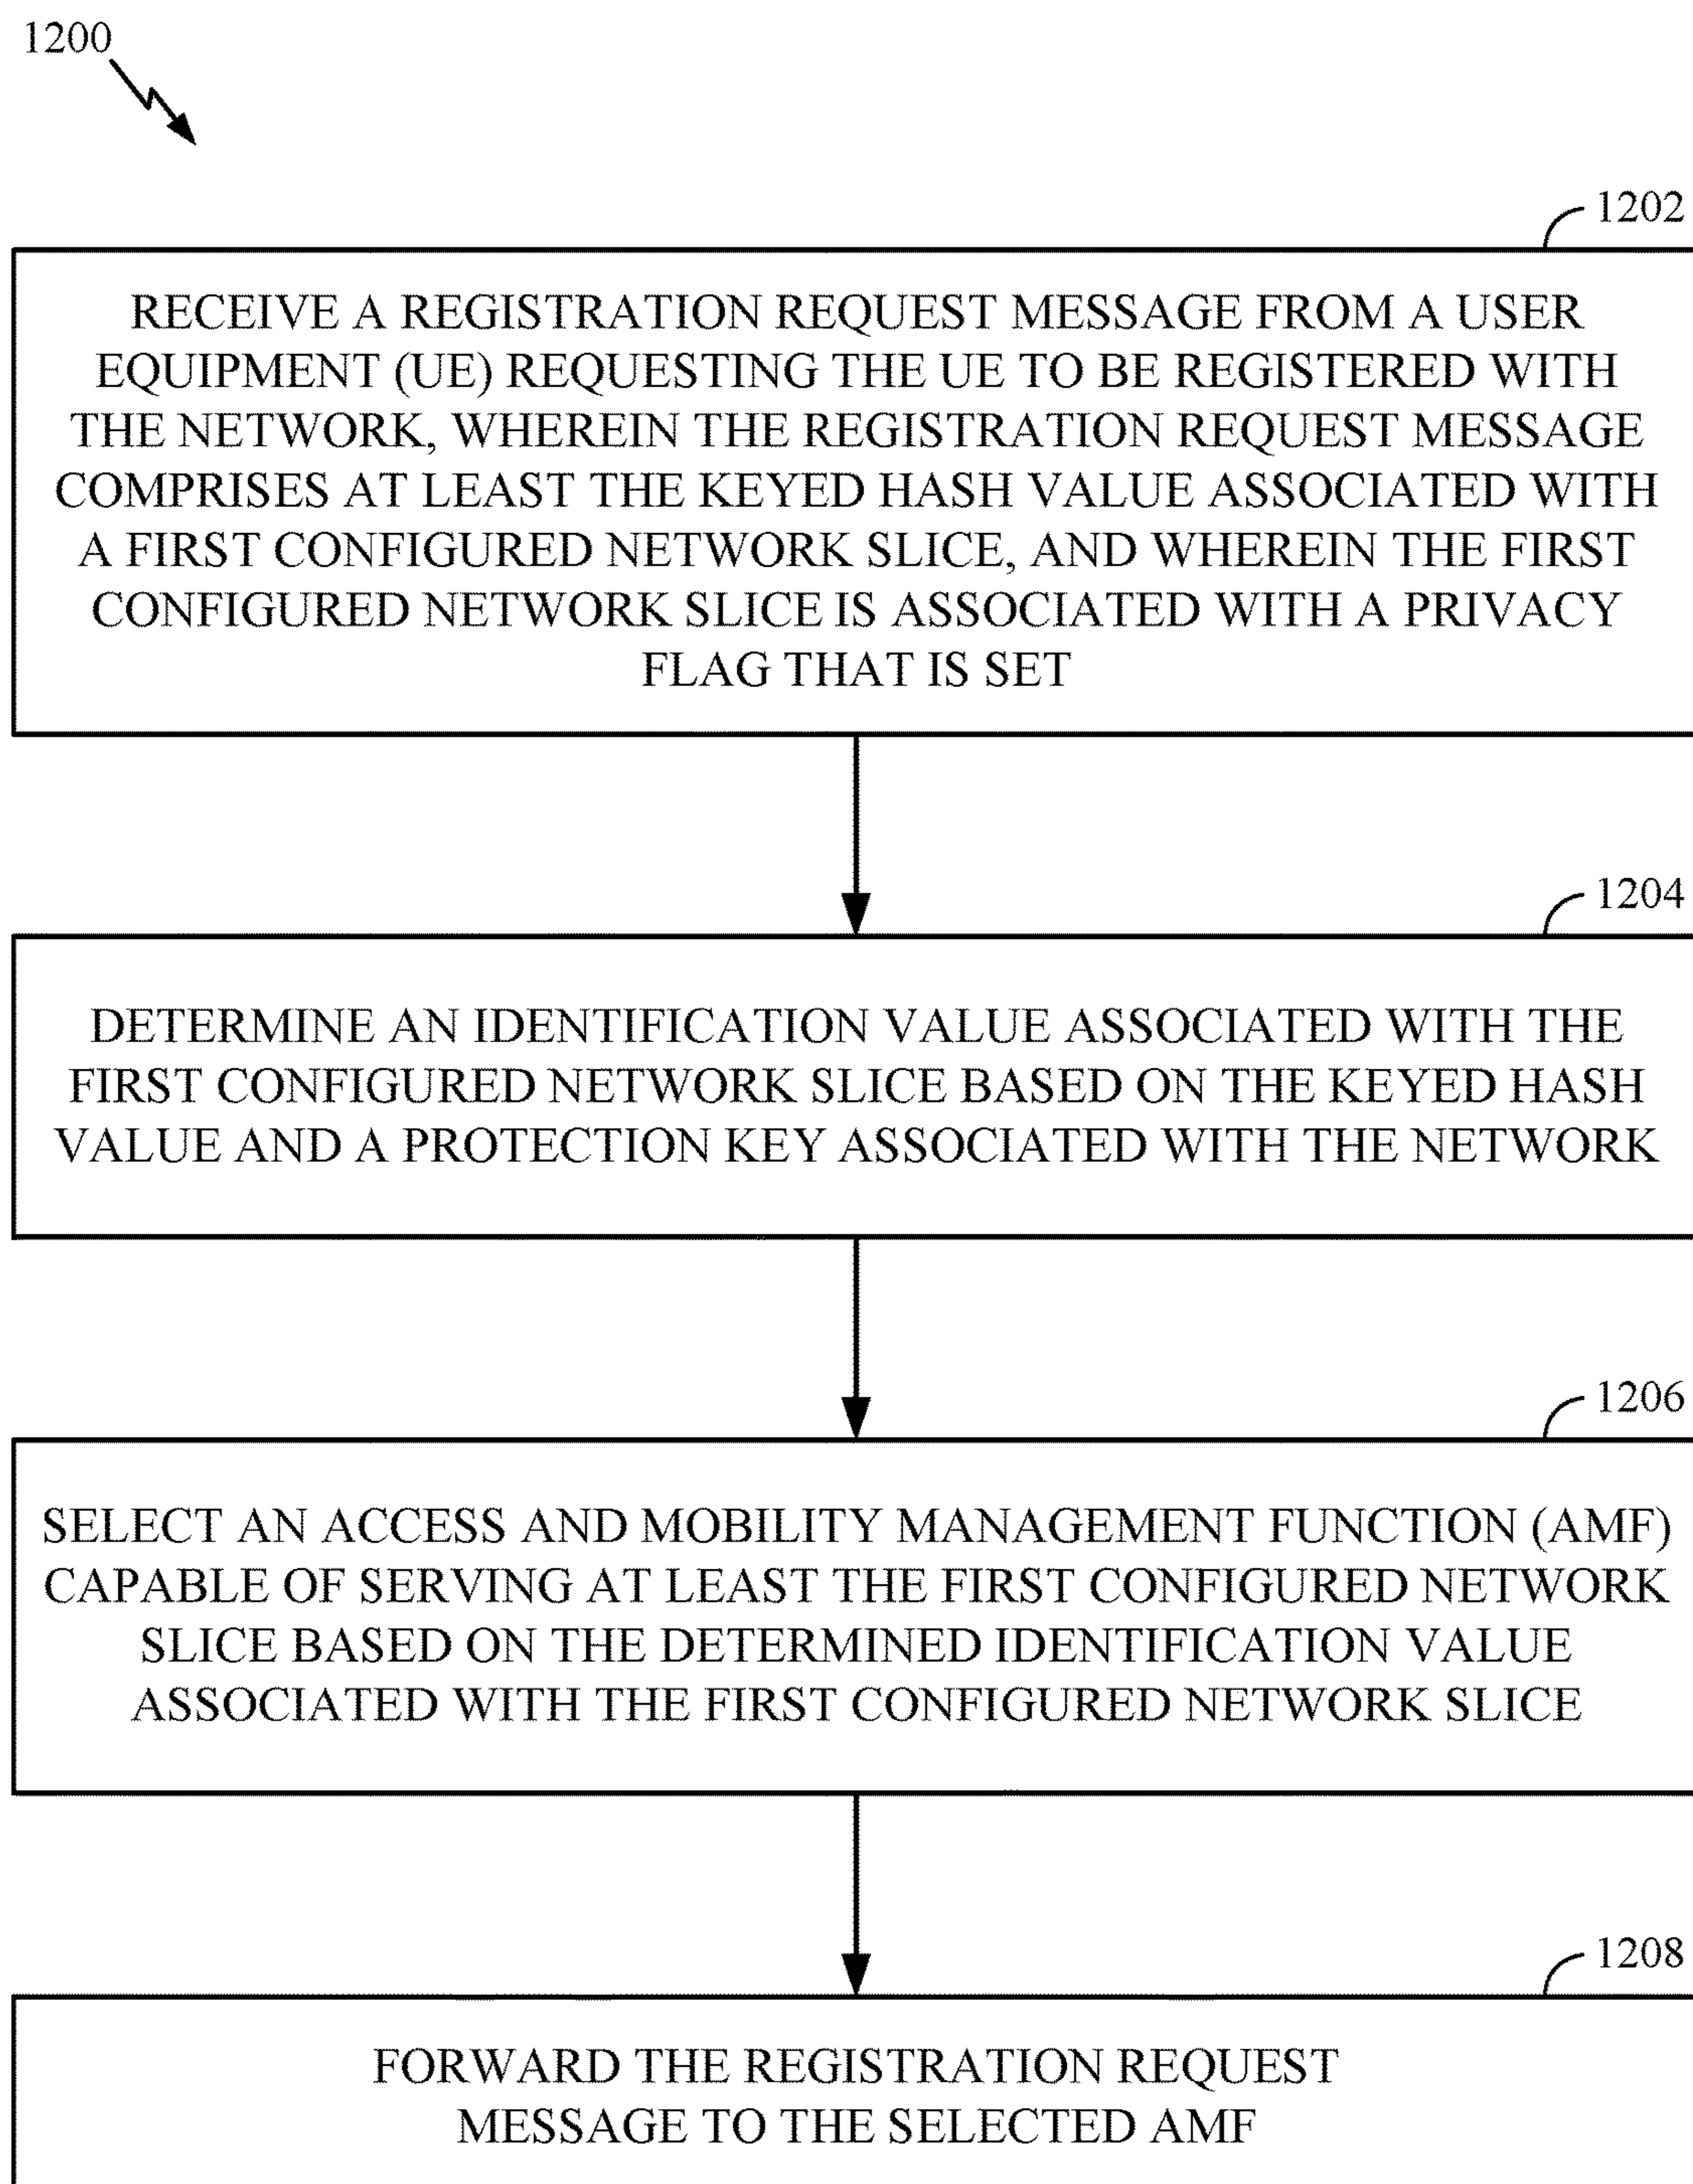 1200
1202
RECEIVE A REGISTRATION REQUEST MESSAGE FROM A USER
EQUIPMENT (UE) REQUESTING THE UE TO BE REGISTERED WITH
THE NETWORK, WHEREIN THE REGISTRATION REQUEST MESSAGE
COMPRISES AT LEAST THE KEYED HASH VALUE ASSOCIATED WITH
A FIRST CONFIGURED NETWORK SLICE, AND WHEREIN THE FIRST
CONFIGURED NETWORK SLICE IS ASSOCIATED WITH A PRIVACY
FLAG THAT IS SET
1204
DETERMINE AN IDENTIFICATION VALUE ASSOCIATED WITH THE
FIRST CONFIGURED NETWORK SLICE BASED ON THE KEYED HASH
VALUE AND A PROTECTION KEY ASSOCIATED WITH THE NETWORK
1206
SELECT AN ACCESS AND MOBILITY MANAGEMENT FUNCTION (AMF)
CAPABLE OF SERVING AT LEAST THE FIRST CONFIGURED NETWORK
SLICE BASED ON THE DETERMINED IDENTIFICATION VALUE
ASSOCIATED WITH THE FIRST CONFIGURED NETWORK SLICE
1208
FORWARD THE REGISTRATION REQUEST
MESSAGE TO THE SELECTED AMF